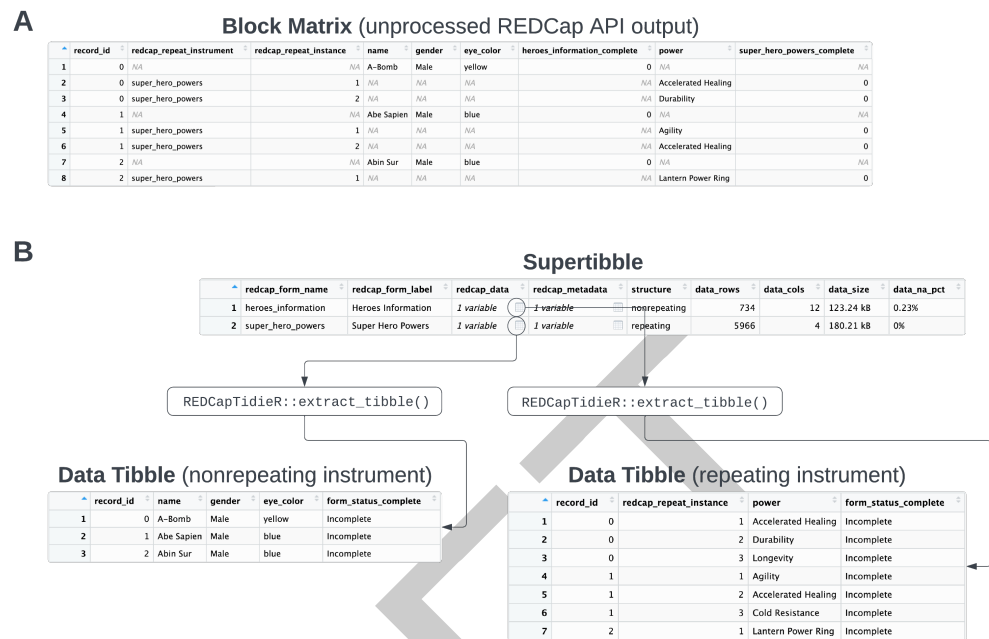 A
Block Matrix (unprocessed REDCap API output)
record_id redcap_repeat_instrument redcap_repeat_instance name gender eye_color heroes_information_complete power super_hero_powers_complete
1 0 NA NA A-Bomb Male yellow 0 NA NA
2 0 super_hero_powers 1 NA NA NA NA Accelerated Healing 0
3 0 super_hero_powers 2 NA NA NA NA Durability 0
4 1 NA NA Abe Sapien Male blue 0 NA NA
5 1 super_hero_powers 1 NA NA NA NA Agility 0
6 1 super_hero_powers 2 NA NA NA NA Accelerated Healing 0
7 2 NA NA Abin Sur Male blue 0 NA NA
8 2 super_hero_powers 1 NA NA NA NA Lantern Power Ring 0
B
Supertibble
redcap_form_name redcap_form_label redcap_data redcap_metadata structure data_rows data_cols data_size data_na_pct
1 heroes_information Heroes Information 1 variable 1 variable nonrepeating 734 12 123.24 kB 0.23%
2 super_hero_powers Super Hero Powers 1 variable 1 variable repeating 5966 4 180.21 kB 0%
REDCapTidieR::extract_tibble() REDCapTidieR::extract_tibble()
Data Tibble (nonrepeating instrument)
record_id name gender eye_color form_status_complete
1 0 A-Bomb Male yellow Incomplete
2 1 Abe Sapien Male blue Incomplete
3 2 Abin Sur Male blue Incomplete
Data Tibble (repeating instrument)
record_id redcap_repeat_instance power form_status_complete
1 0 1 Accelerated Healing Incomplete
2 0 2 Durability Incomplete
3 0 3 Longevity Incomplete
4 1 1 Agility Incomplete
5 1 2 Accelerated Healing Incomplete
6 1 3 Cold Resistance Incomplete
7 2 1 Lantern Power Ring Incomplete